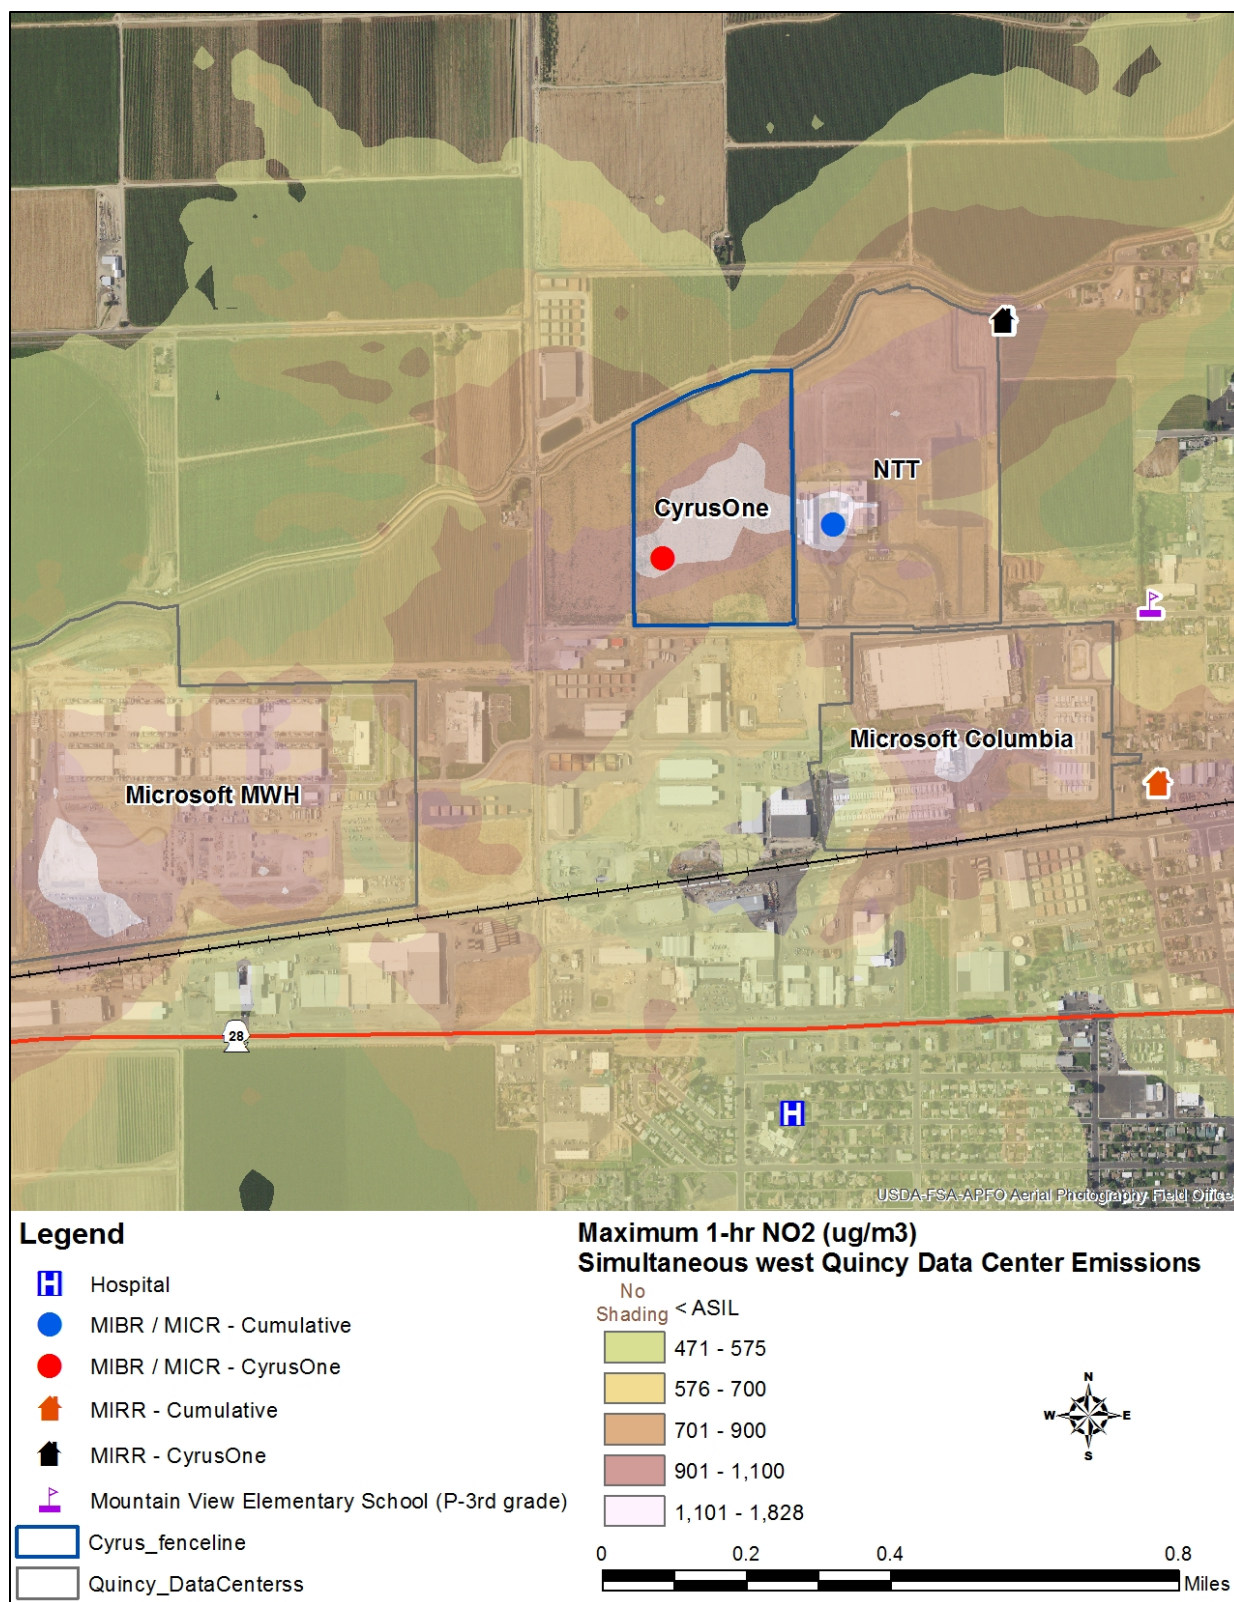 NTT
CyrusOne
Microsoft Columbia
Microsoft MWH
28
H
USDA-FSA-APFO Aerial Photography Field Office
Legend
H Hospital
MIBR / MICR - Cumulative
MIBR / MICR - CyrusOne
MIRR - Cumulative
MIRR - CyrusOne
Mountain View Elementary School (P-3rd grade)
Cyrus_fenceline
Quincy_DataCenterss
Maximum 1-hr NO2 (ug/m3)
Simultaneous west Quincy Data Center Emissions
No
Shading < ASIL
471 - 575
576 - 700
701 - 900
901 - 1,100
1,101 - 1,828
N
W E
S
0 0.2 0.4 0.8
Miles